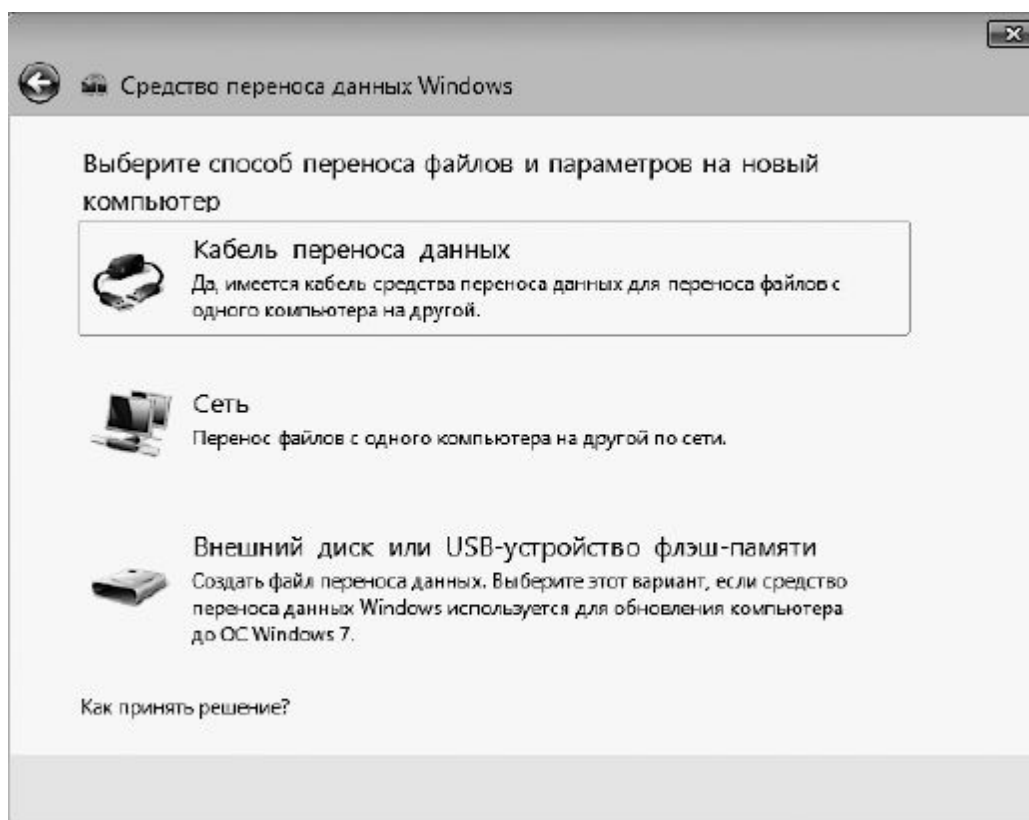 Средство переноса данных Windows
Выберите способ переноса файлов и параметров на новый
компьютер
Кабель переноса данных
Да, имеется кабель средства переноса данных для переноса файлов с
одного компьютера на другой.
Сеть
Перенос файлов с одного компьютера на другой по сети.
Внешний диск или USB-устройство флэш-памяти
Создать файл переноса данных. Выберите этот вариант, если средство
переноса данных Windows используется для обновления компьютера
до ОС Windows 7.
Как принять решение?